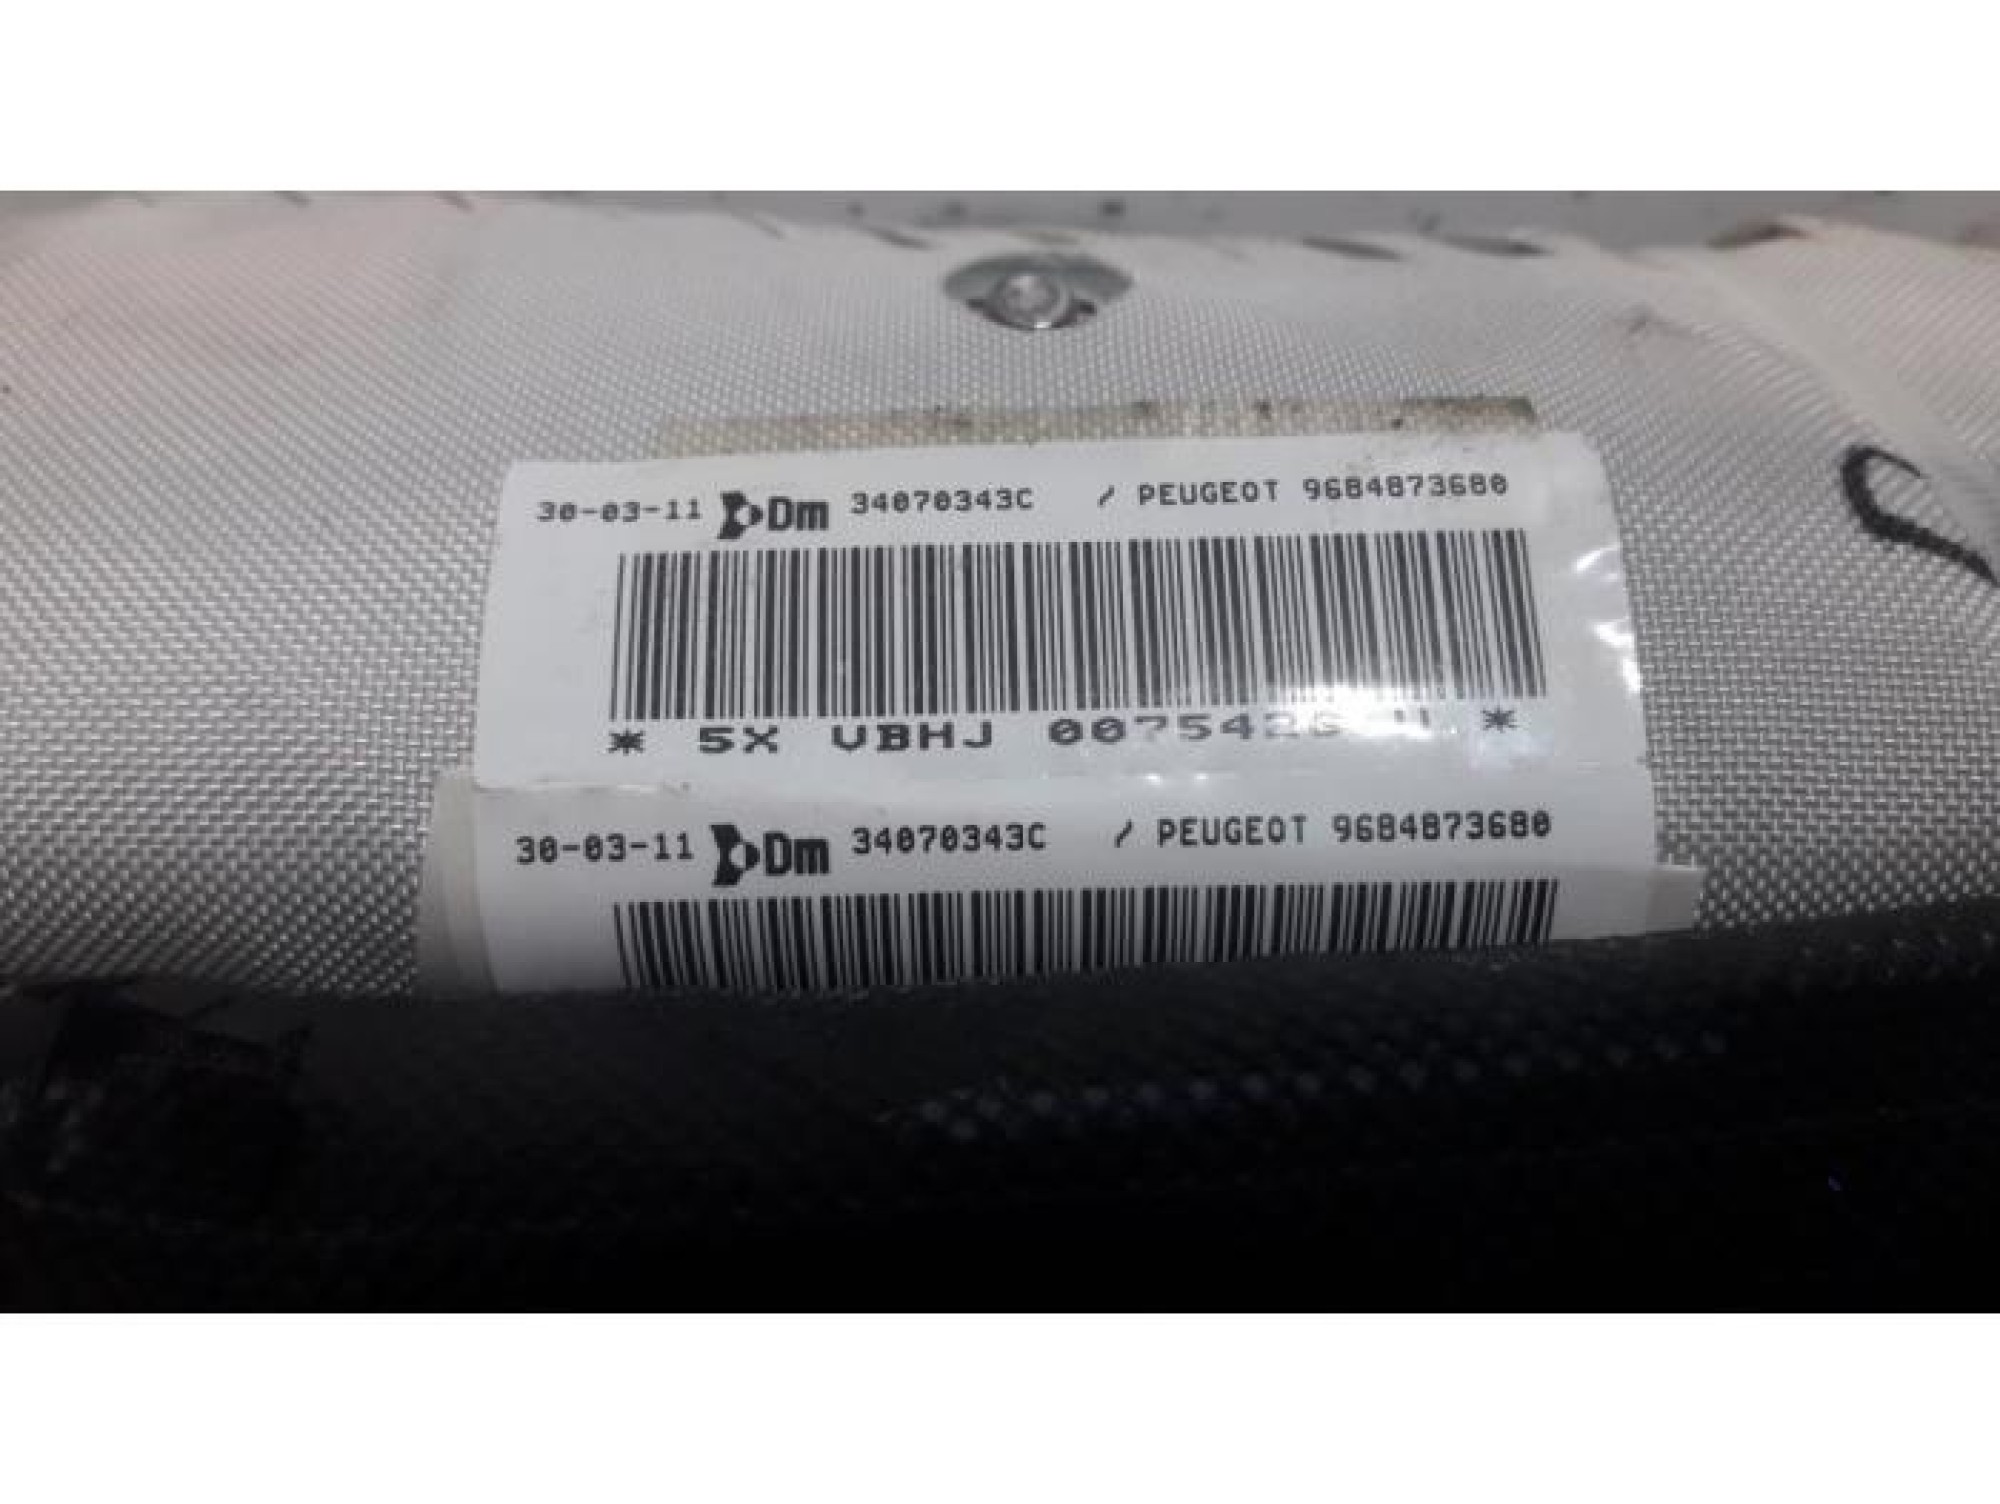 30-03-11 Dm 34070343C / PEUGEOT 9684873680
* 5X VBHJ *
30-03-11 Dm 34070343C / PEUGEOT 9684873680